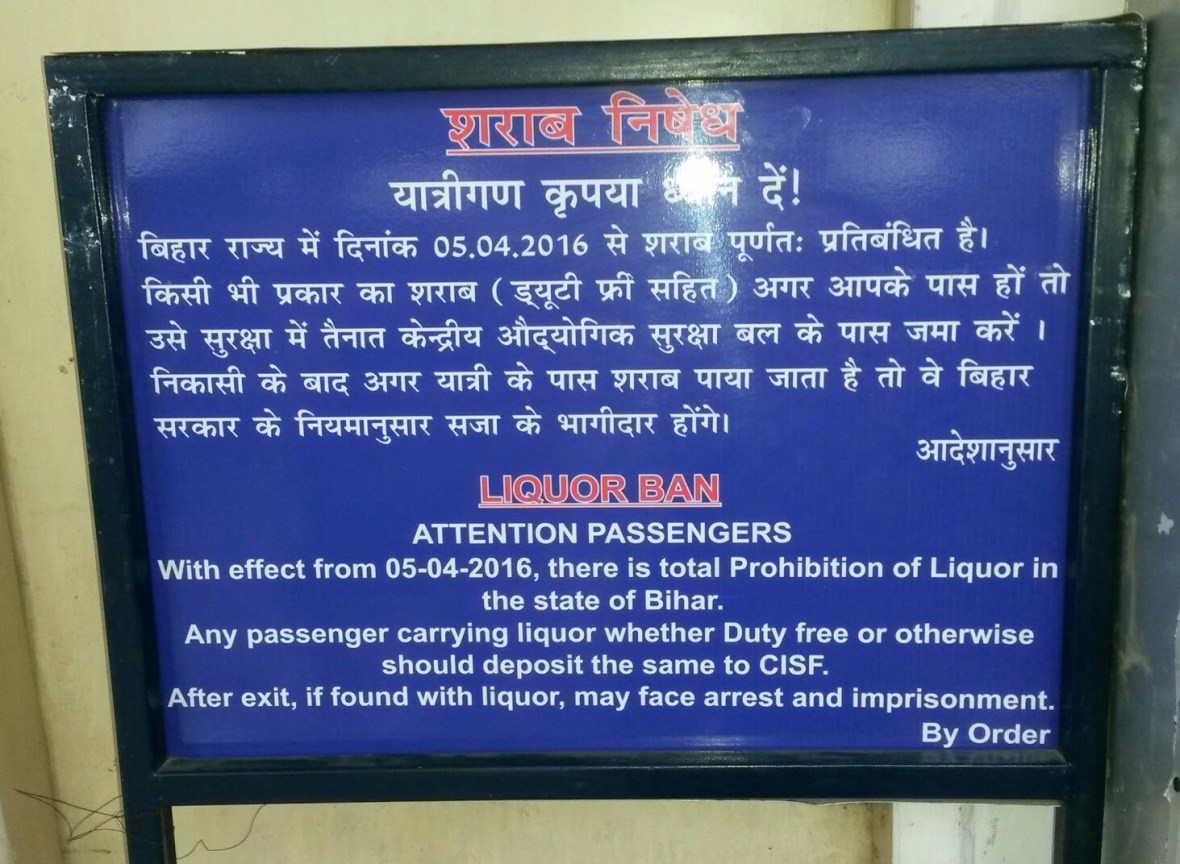 शराब निषेध
यात्रीगण कृपया ध्यान दें!
बिहार राज्य में दिनांक 05.04.2016 से शराब पूर्णत: प्रतिबंधित है।
किसी भी प्रकार का शराब ( ड्यूटी फ्री सहित ) अगर आपके पास हों तो
उसे सुरक्षा में तैनात केन्द्रीय औद्योगिक सुरक्षा बल के पास जमा करें ।
निकासी के बाद अगर यात्री के पास शराब पाया जाता है तो वे बिहार
सरकार के नियमानुसार सजा के भागीदार होंगे।
आदेशानुसार
LIQUOR BAN
ATTENTION PASSENGERS
With effect from 05-04-2016, there is total Prohibition of Liquor in
the state of Bihar.
Any passenger carrying liquor whether Duty free or otherwise
should deposit the same to CISF.
After exit, if found with liquor, may face arrest and imprisonment.
By Order